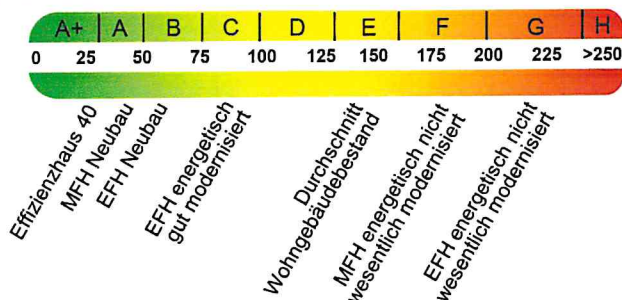 A+ A B C D E F G H
0 25 50 75 100 125 150 175 200 225 >250
Effizienzhaus 40
MFH Neubau
EFH Neubau
EFH energetisch
gut modernisiert
Durchschnitt
Wohngebäudebestand
MFH energetisch nicht
wesentlich modernisiert
EFH energetisch nicht
wesentlich modernisiert